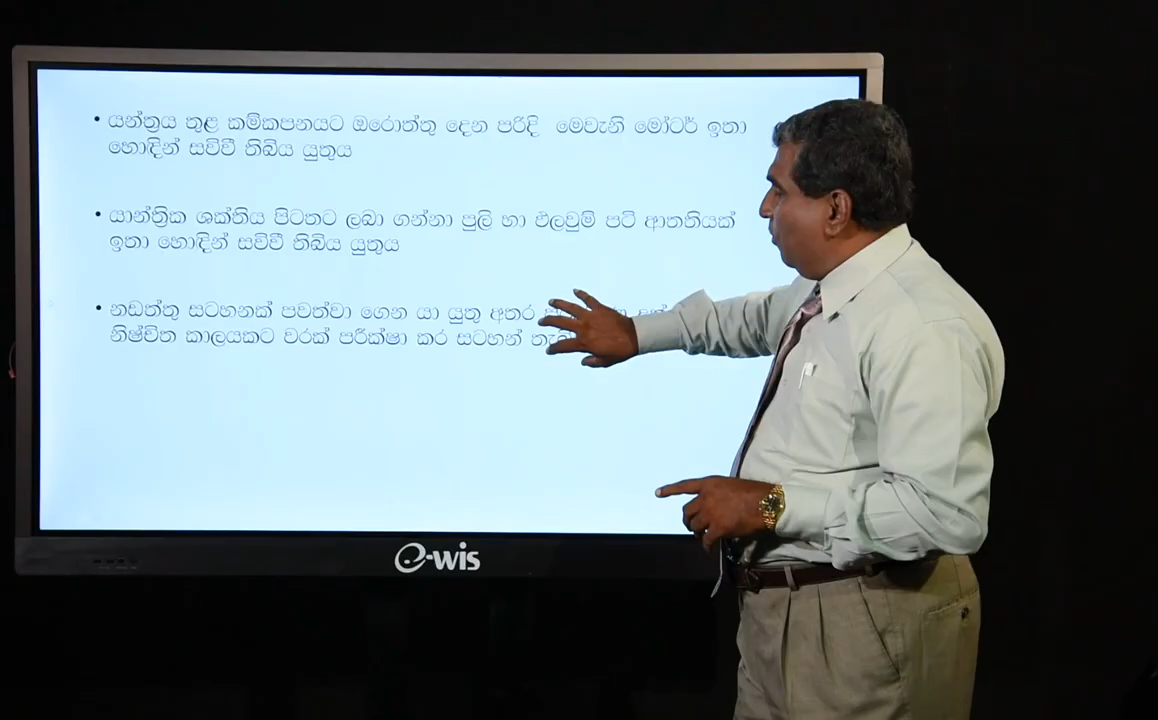 • යන්ත්‍රය තුළ කම්කපනයට ඔරොත්තු දෙන පරිදි මෙවැනි මෝටර් ඉතා
හොඳින් සවිවී තිබිය යුතුය
• යාන්ත්‍රික ශක්තිය පිටතට ලබා ගන්නා පුලි හා එලවුම් පටි ආතතියක්
ඉතා හොඳින් සවිවී තිබිය යුතුය
• නඩත්තු සටහනක් පවත්වා ගෙන යා යුතු අතර
නිෂ්චිත කාලයකට වරක් පරීක්ෂා කර සටහන්
e-wis